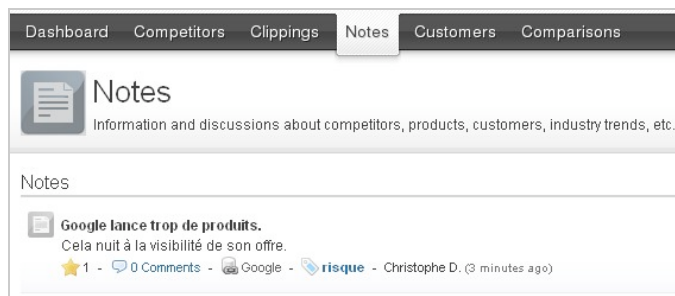 Dashboard Competitors Clippings Notes Customers Comparisons
Notes
Information and discussions about competitors, products, customers, industry trends, etc.
Notes
Google lance trop de produits.
Cela nuit à la visibilité de son offre.
1 - 0 Comments - Google - risque - Christophe D. (3 minutes ago)